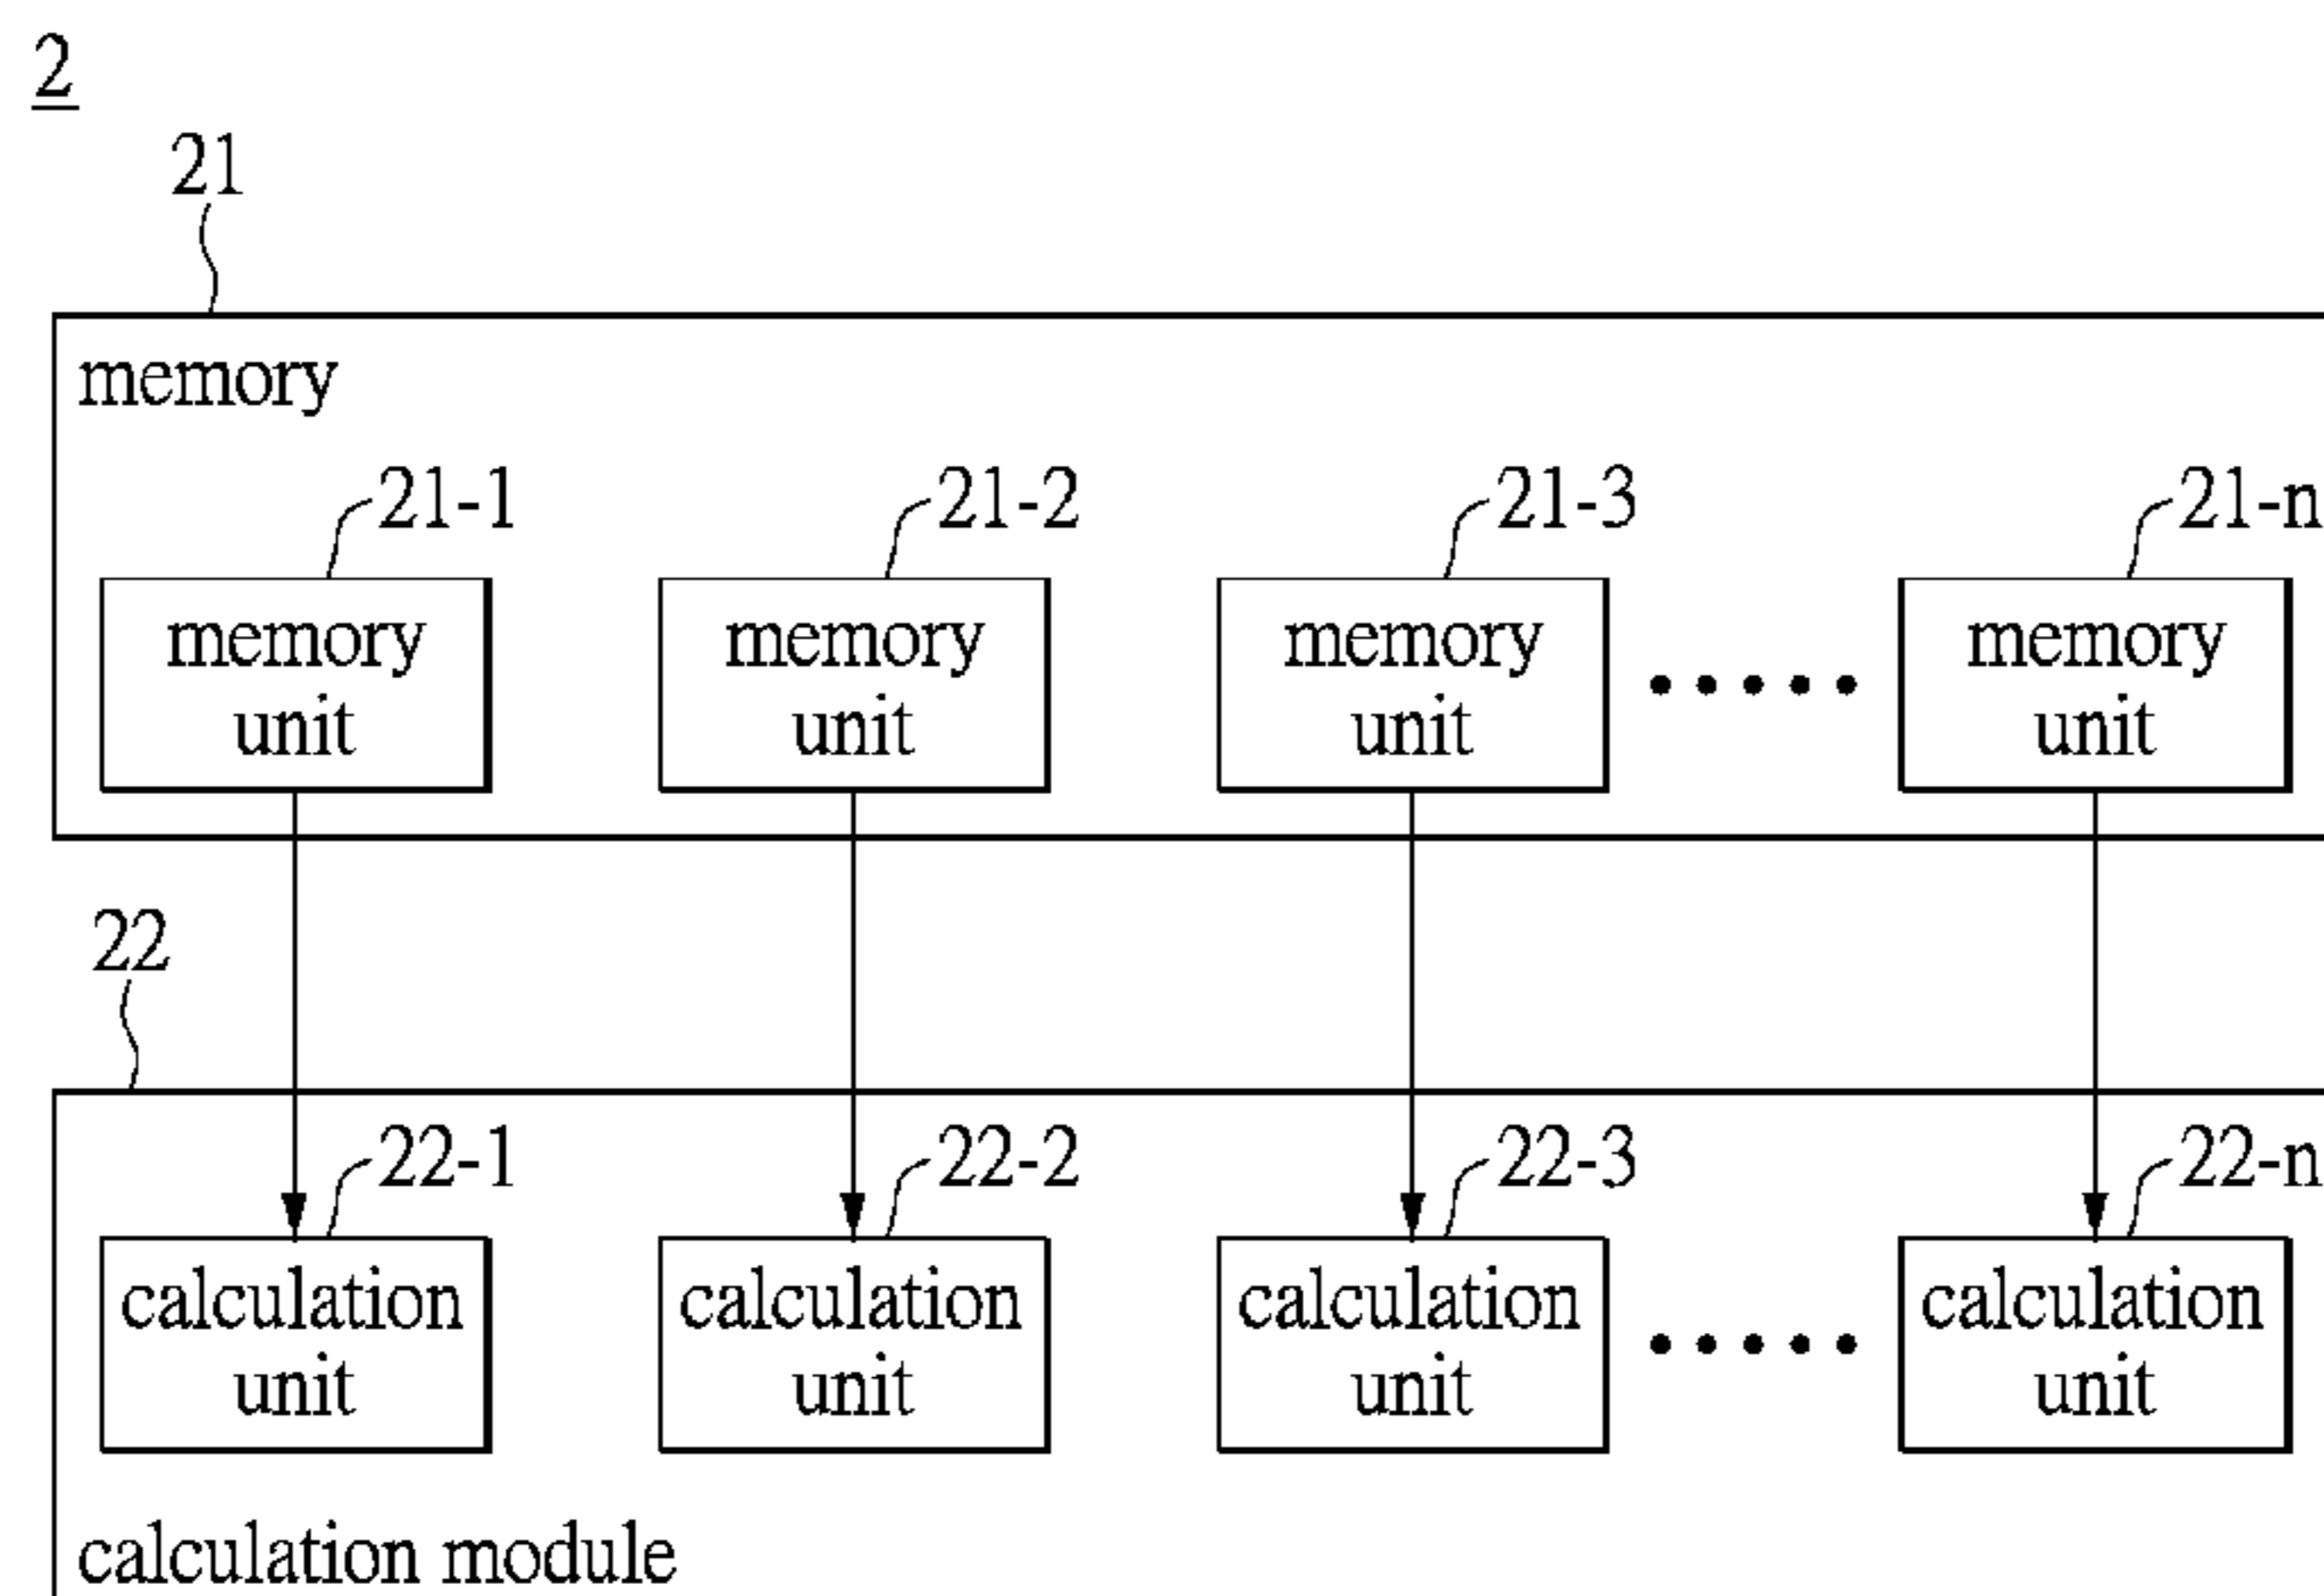 2
21
memory
21-1 21-2 21-3 21-n
memory memory memory memory
unit unit unit unit
22
22-1 22-2 22-3 22-n
calculation calculation calculation calculation
unit unit unit unit
calculation module